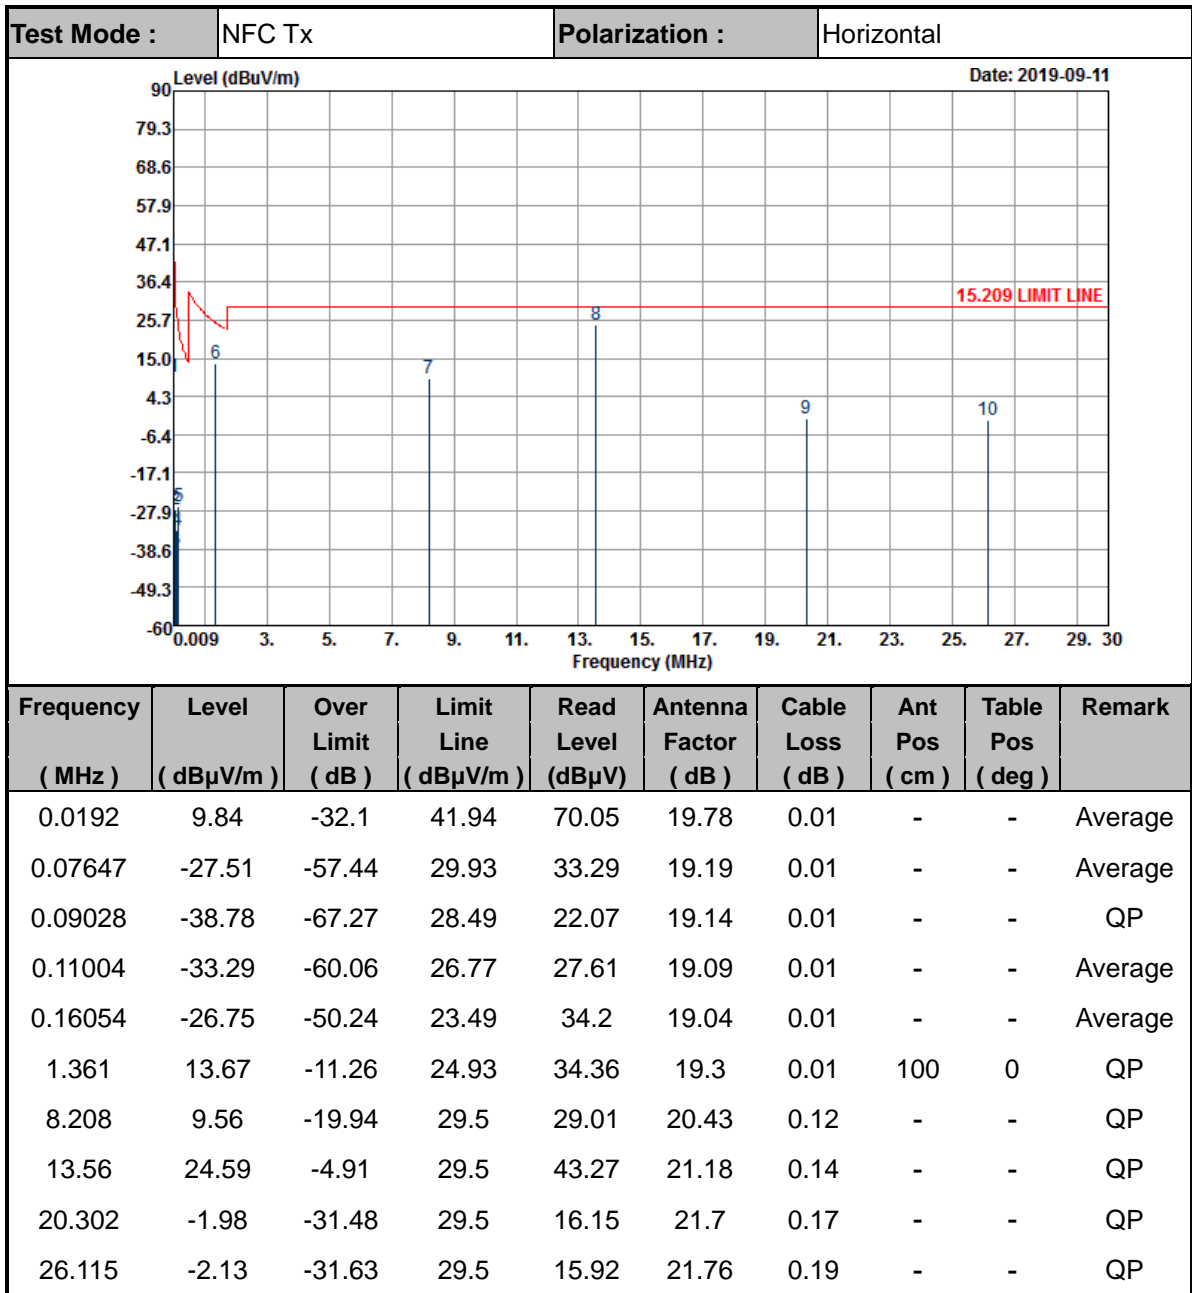 Test Mode : NFC Tx Polarization : Horizontal
Level (dBuV/m) Date: 2019-09-11
90
79.3
68.6
57.9
47.1
36.4
15.209 LIMIT LINE
25.7
8
15.0
6
7
1
4.3
9
10
-6.4
-17.1
5
-27.9
-38.6
-49.3
-60
0.009 3. 5. 7. 9. 11. 13. 15. 17. 19. 21. 23. 25. 27. 29. 30
Frequency (MHz)
Frequency Level Over Limit Read Antenna Cable Ant Table Remark
Limit Line Level Factor Loss Pos Pos
( MHz ) ( dBµV/m ) ( dB ) ( dBµV/m ) (dBµV) ( dB ) ( dB ) ( cm ) ( deg )
0.0192 9.84 -32.1 41.94 70.05 19.78 0.01 - - Average
0.07647 -27.51 -57.44 29.93 33.29 19.19 0.01 - - Average
0.09028 -38.78 -67.27 28.49 22.07 19.14 0.01 - - QP
0.11004 -33.29 -60.06 26.77 27.61 19.09 0.01 - - Average
0.16054 -26.75 -50.24 23.49 34.2 19.04 0.01 - - Average
1.361 13.67 -11.26 24.93 34.36 19.3 0.01 100 0 QP
8.208 9.56 -19.94 29.5 29.01 20.43 0.12 - - QP
13.56 24.59 -4.91 29.5 43.27 21.18 0.14 - - QP
20.302 -1.98 -31.48 29.5 16.15 21.7 0.17 - - QP
26.115 -2.13 -31.63 29.5 15.92 21.76 0.19 - - QP